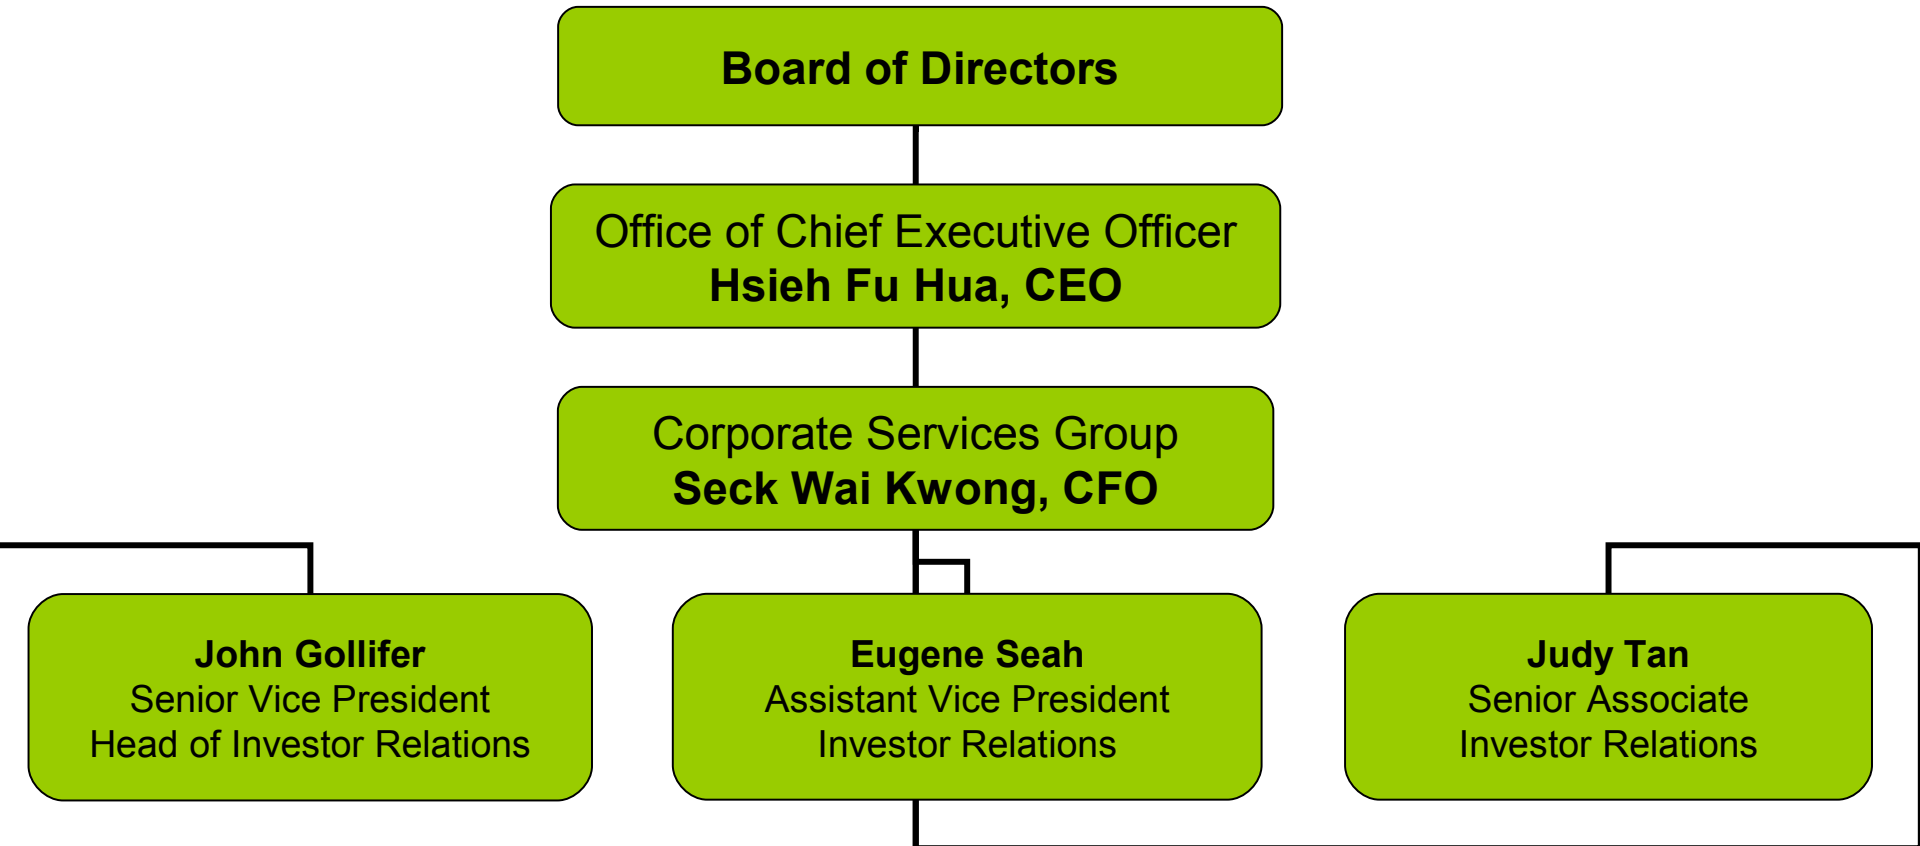 Board of Directors
Office of Chief Executive Officer
Hsieh Fu Hua, CEO
Corporate Services Group
Seck Wai Kwong, CFO
John Gollifer
Senior Vice President
Head of Investor Relations
Eugene Seah
Assistant Vice President
Investor Relations
Judy Tan
Senior Associate
Investor Relations